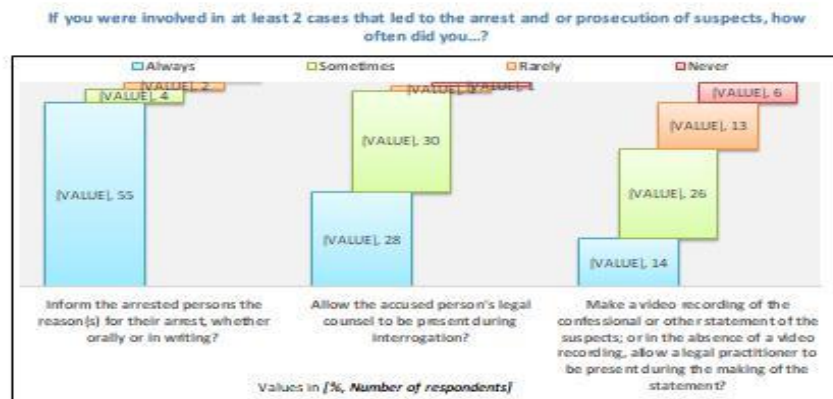 If you were involved in at least 2 cases that led to the arrest and or prosecution of suspects, how
often did you...?
Always
Sometimes
Rarely
Never
[VALUE], 2
[VALUE], 4
[VALUE], 55
[VALUE], 1
[VALUE],
[VALUE], 30
[VALUE], 28
[VALUE], 6
[VALUE], 13
[VALUE], 26
[VALUE], 14
Inform the arrested persons the
reason(s) for their arrest, whether
orally or in writing?
Allow the accused person's legal
counsel to be present during
interrogation?
Make a video recording of the
confessional or other statement of the
suspects; or in the absence of a video
recording, allow a legal practitioner to
be present during the making of the
statement?
Values in [%, Number of respondents]